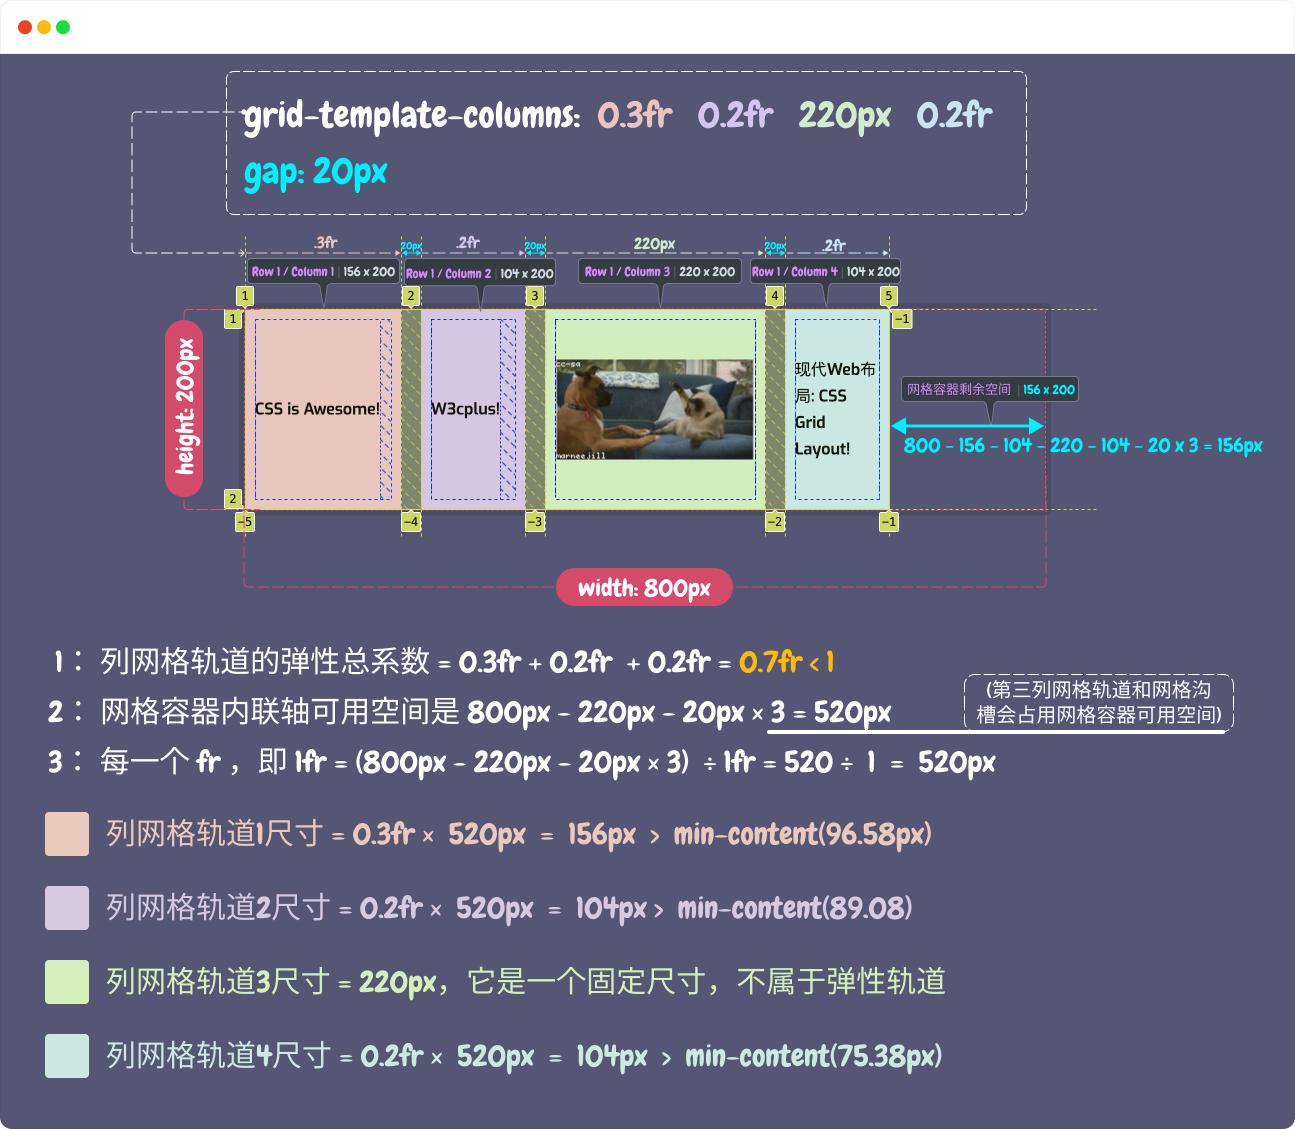 grid-template-columns: 0.3fr 0.2fr 220px 0.2fr
gap: 20px
.3fr 20px .2fr 20px 220px 20px .2fr
Row 1 / Column 1 | 156 x 200
Row 1 / Column 2 | 104 x 200
Row 1 / Column 3 | 220 x 200
Row 1 / Column 4 | 104 x 200
1 2 3 4 5
1 -1
height: 200px
CSS is Awesome!
W3cplus!
cc-sa
marneejill
现代Web布
局: CSS
Grid
Layout!
网格容器剩余空间 | 156 x 200
800 - 156 - 104 - 220 - 104 - 20 x 3 = 156px
2
-5 -4 -3 -2 -1
width: 800px
1： 列网格轨道的弹性总系数 = 0.3fr + 0.2fr + 0.2fr = 0.7fr < 1
2： 网格容器内联轴可用空间是 800px - 220px - 20px × 3 = 520px
(第三列网格轨道和网格沟
槽会占用网格容器可用空间)
3： 每一个 fr ，即 1fr = (800px - 220px - 20px × 3) ÷ 1fr = 520 ÷ 1 = 520px
列网格轨道1尺寸 = 0.3fr × 520px = 156px > min-content(96.58px)
列网格轨道2尺寸 = 0.2fr × 520px = 104px > min-content(89.08)
列网格轨道3尺寸 = 220px，它是一个固定尺寸，不属于弹性轨道
列网格轨道4尺寸 = 0.2fr × 520px = 104px > min-content(75.38px)